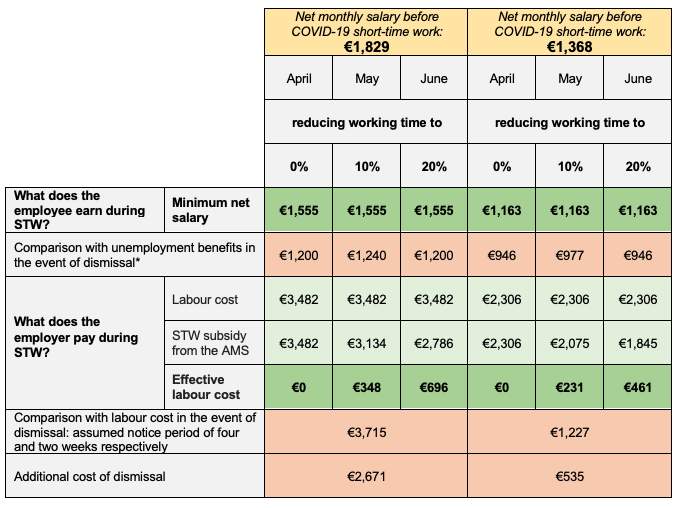 Net monthly salary before COVID-19 short-time work: €1,829 Net monthly salary before COVID-19 short-time work: €1,368
April May June April May June
reducing working time to reducing working time to
0% 10% 20% 0% 10% 20%
What does the employee earn during STW? Minimum net salary €1,555 €1,555 €1,555 €1,163 €1,163 €1,163
Comparison with unemployment benefits in the event of dismissal* €1,200 €1,240 €1,200 €946 €977 €946
What does the employer pay during STW?
Labour cost €3,482 €3,482 €3,482 €2,306 €2,306 €2,306
STW subsidy from the AMS €3,482 €3,134 €2,786 €2,306 €2,075 €1,845
Effective labour cost €0 €348 €696 €0 €231 €461
Comparison with labour cost in the event of dismissal: assumed notice period of four and two weeks respectively €3,715 €1,227
Additional cost of dismissal €2,671 €535